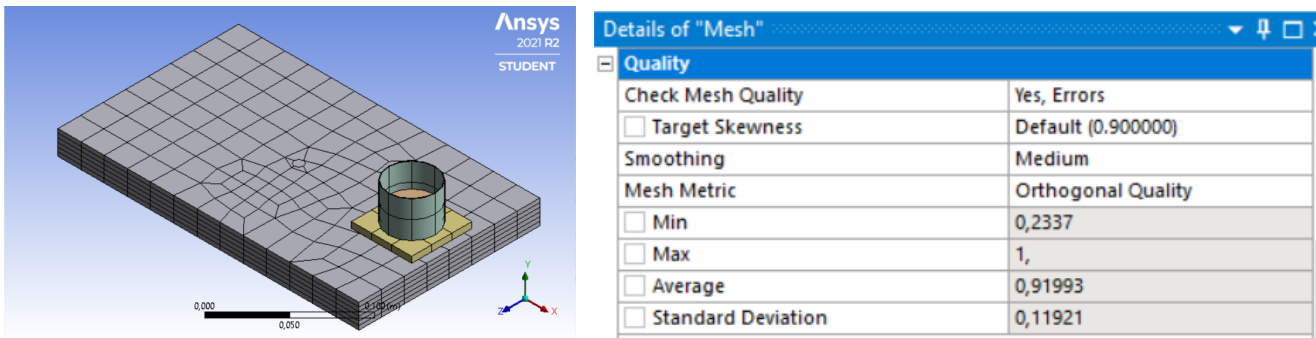 Ansys
2021 R2
STUDENT
Y
Z
X
0,000
0,100 (m)
0,050
Details of "Mesh"
Quality
Check Mesh Quality Yes, Errors
Target Skewness Default (0.900000)
Smoothing Medium
Mesh Metric Orthogonal Quality
Min 0,2337
Max 1,
Average 0,91993
Standard Deviation 0,11921